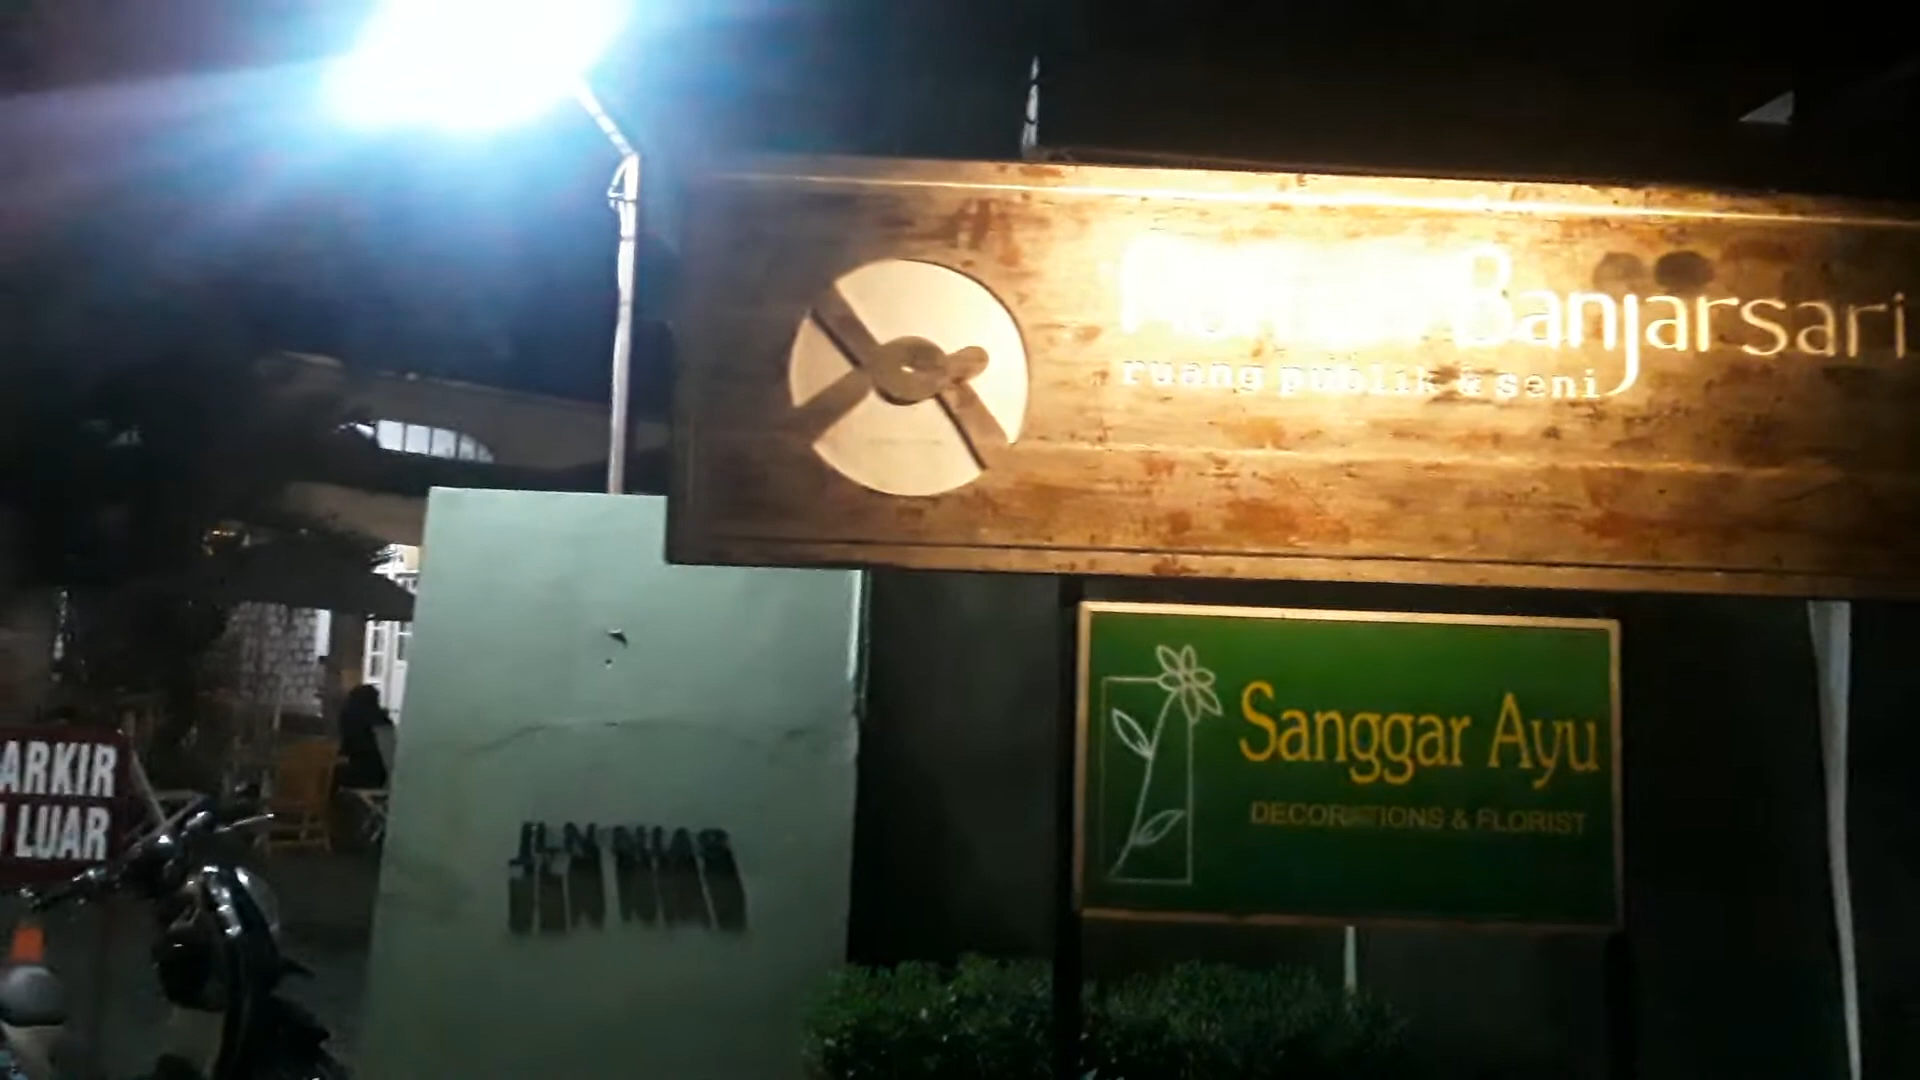 Banjarsari
ruang publik & seni
Sanggar Ayu
DECORATIONS & FLORIST
ARKIR
LUAR
JLN NIAS